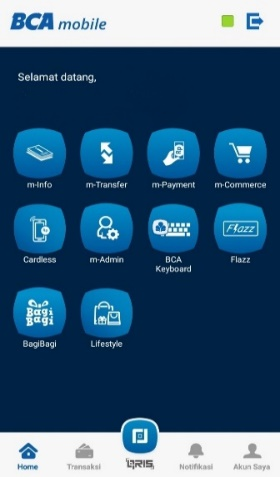 BCA mobile
Selamat datang,
m-Info
m-Transfer
m-Payment
m-Commerce
Cardless
m-Admin
BCA
Keyboard
Flazz
Flazz
Bagi
Bagi
BagiBagi
Lifestyle
Home
Transaksi
QRIS
Notifikasi
Akun Saya